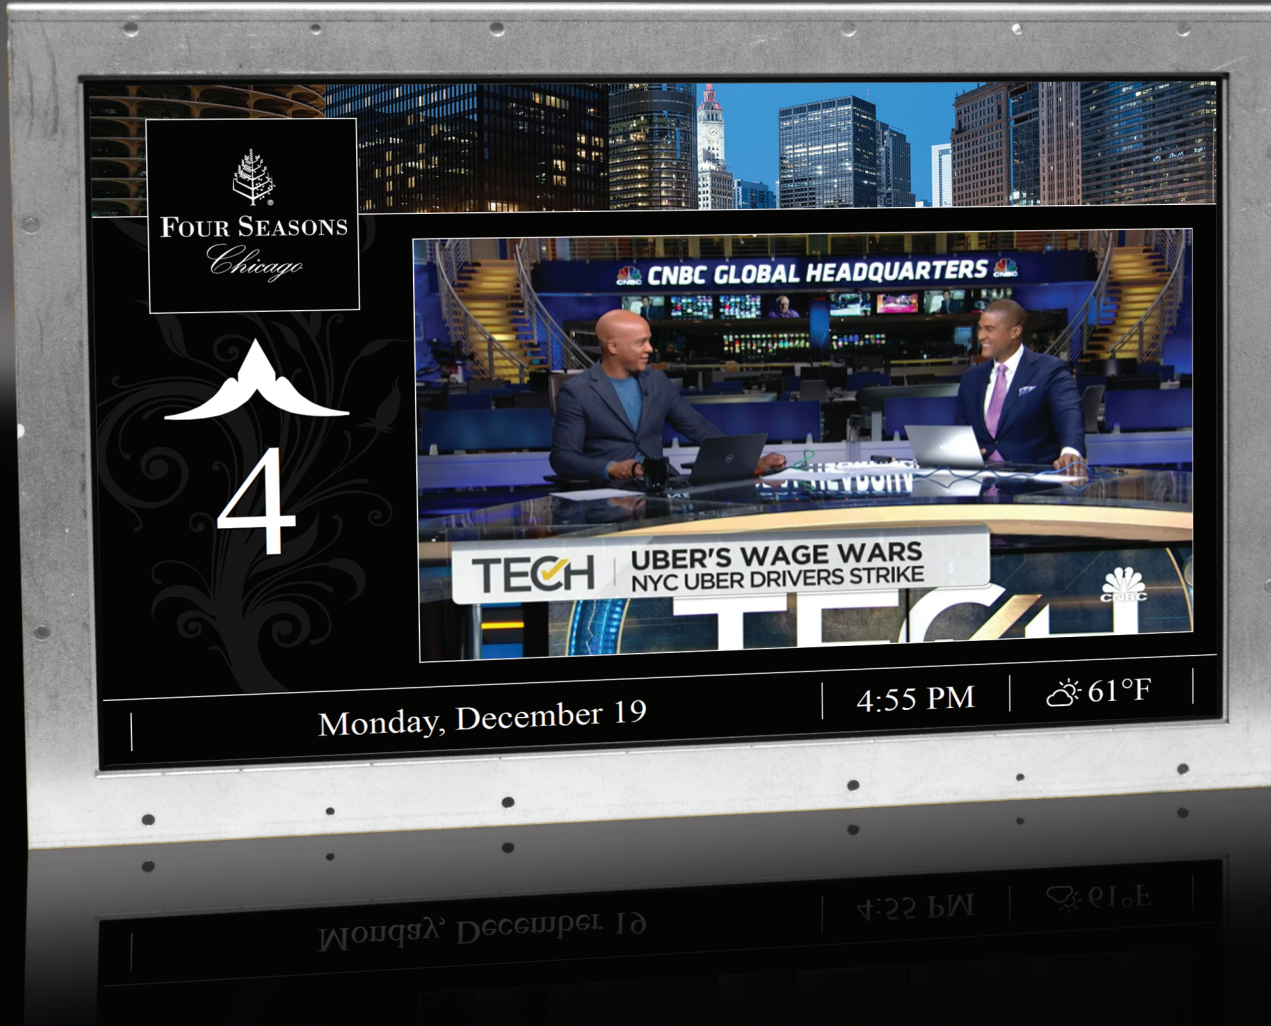 FOUR SEASONS
Chicago
4
CNBC GLOBAL HEADQUARTERS
TECH
UBER'S WAGE WARS
NYC UBER DRIVERS STRIKE
CNBC
TECH
Monday, December 19
4:55 PM
61°F